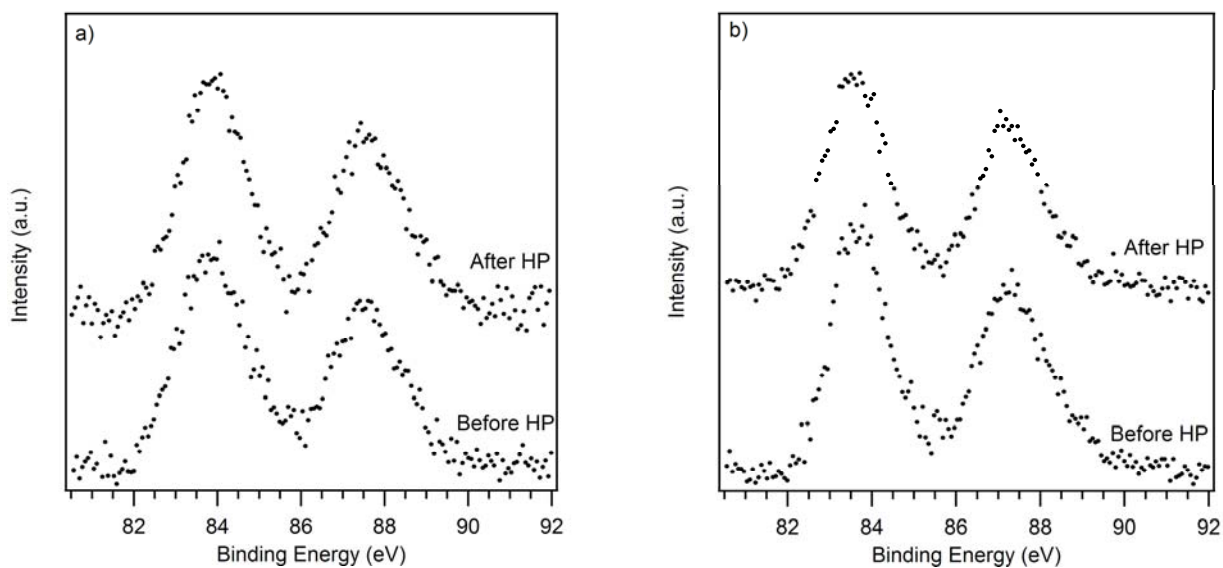 a)
Intensity (a.u.)
After HP
Before HP
82 84 86 88 90 92
Binding Energy (eV)
b)
Intensity (a.u.)
After HP
Before HP
82 84 86 88 90 92
Binding Energy (eV)